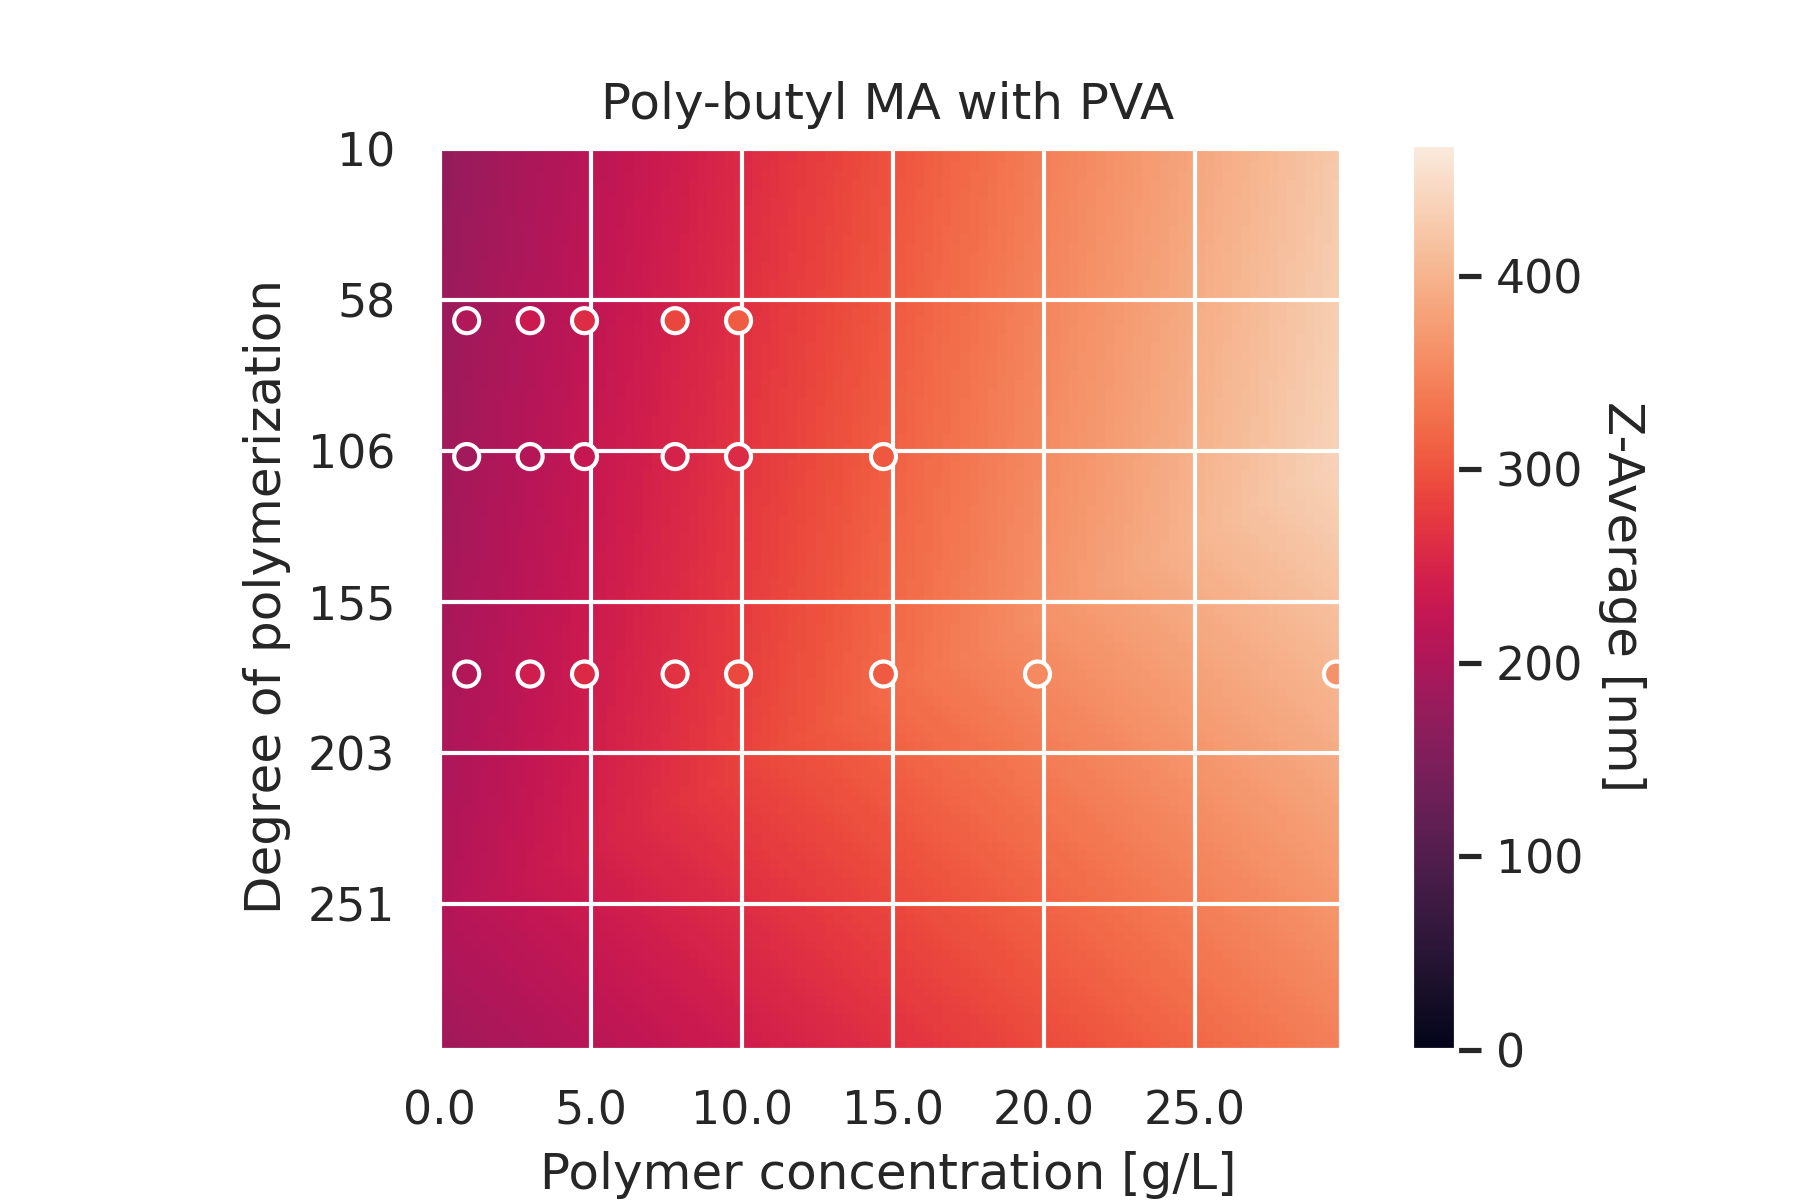 Poly-butyl MA with PVA
10
58
106
155
203
251
Degree of polymerization
0.0 5.0 10.0 15.0 20.0 25.0
Polymer concentration [g/L]
400
300
200
100
0
Z-Average [nm]